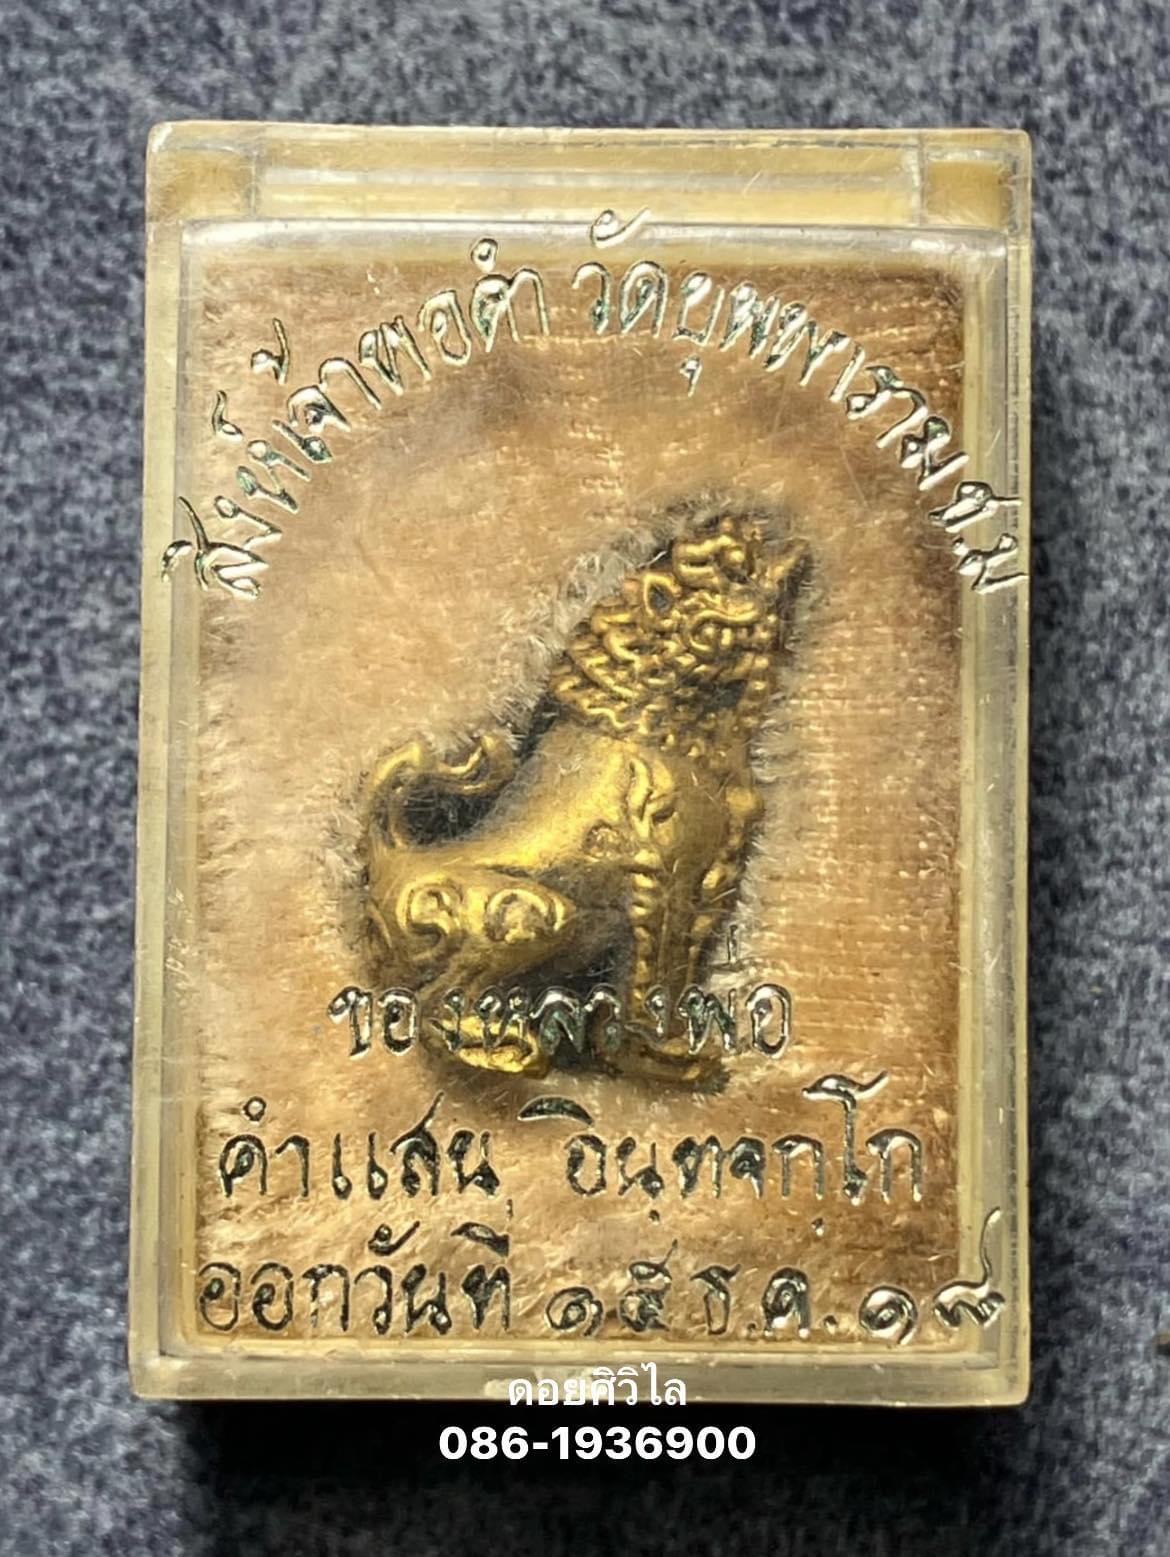 สิงห์เจ้าพ่อคำ วัดบุพพาราม ช.ม
ของหลวงพ่อ
คำแสน อินฺทจกฺโก
ออกวันที่ ๑๕ ธ.ค. ๑๙
ดอยศิวิไล
086-1936900